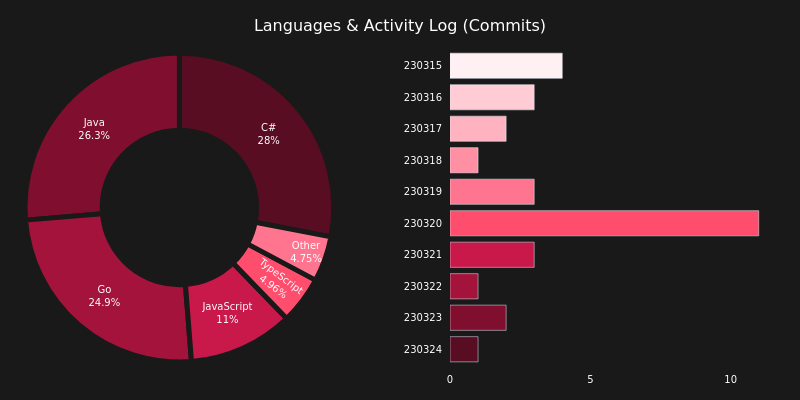 Languages & Activity Log (Commits)
C#
28%
Java
26.3%
Go
24.9%
JavaScript
11%
TypeScript
4.96%
Other
4.75%
230315
230316
230317
230318
230319
230320
230321
230322
230323
230324
0
5
10